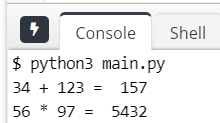 Console Shell
$ python3 main.py
34 + 123 =  157
56 * 97 =  5432